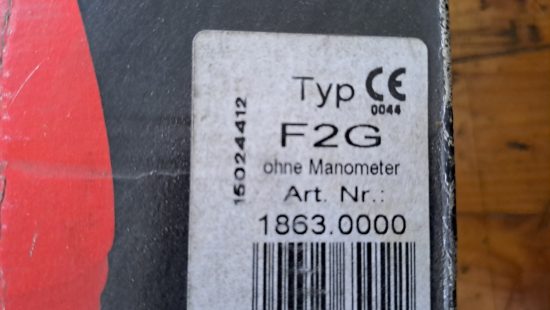 Typ CE
0044
F2G
ohne Manometer
Art. Nr.:
1863.0000
15024412